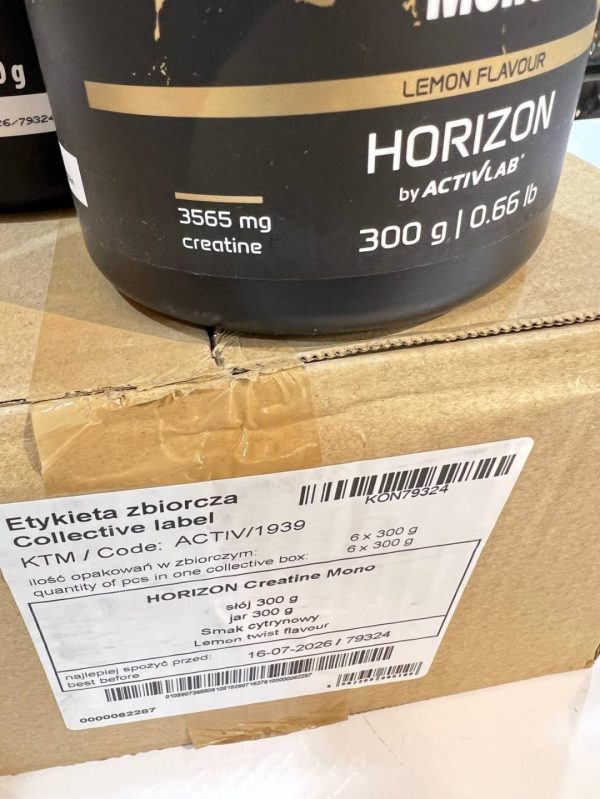 g
26/79324
LEMON FLAVOUR
HORIZON
by ACTIVLAB®
3565 mg
creatine
300 g | 0.66 lb
Etykieta zbiorcza
Collective label
KON79324
KTM / Code: ACTIV/1939
ilość opakowań w zbiorczym: 6 x 300 g
quantity of pcs in one collective box: 6 x 300 g
HORIZON Creatine Mono
słój 300 g
jar 300 g
Smak cytrynowy
Lemon twist flavour
najlepiej spożyć przed: 16-07-2026 / 79324
best before:
0000062287